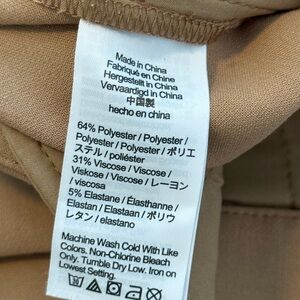 Made in China
Fabriqué en Chine
Hergestellt in China
Vervaardigd in China
中国製
hecho en china
64% Polyester / Polyester /
Polyester / Polyester / ポリエ
ステル / poliéster
31% Viscose / Viscose /
Viskose / Viscose / レーヨン
/ viscosa
5% Elastane / Élasthanne /
Elastan / Elastaan / ポリウ
レタン / elastano
Machine Wash Cold With Like
Colors. Non-Chlorine Bleach
Only. Tumble Dry Low. Iron on
Lowest Setting.